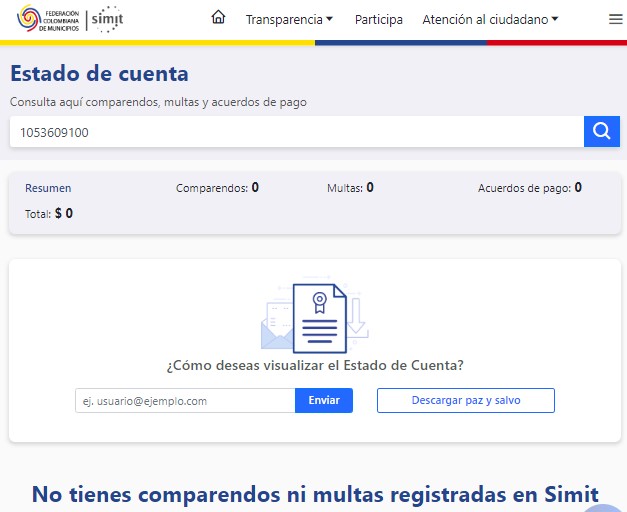 FEDERACIÓN
COLOMBIANA
DE MUNICIPIOS
simit
Transparencia
Participa
Atención al ciudadano
Estado de cuenta
Consulta aquí comparendos, multas y acuerdos de pago
1053609100
Resumen
Comparendos: 0
Multas: 0
Acuerdos de pago: 0
Total: $ 0
¿Cómo deseas visualizar el Estado de Cuenta?
ej. usuario@ejemplo.com
Enviar
Descargar paz y salvo
No tienes comparendos ni multas registradas en Simit